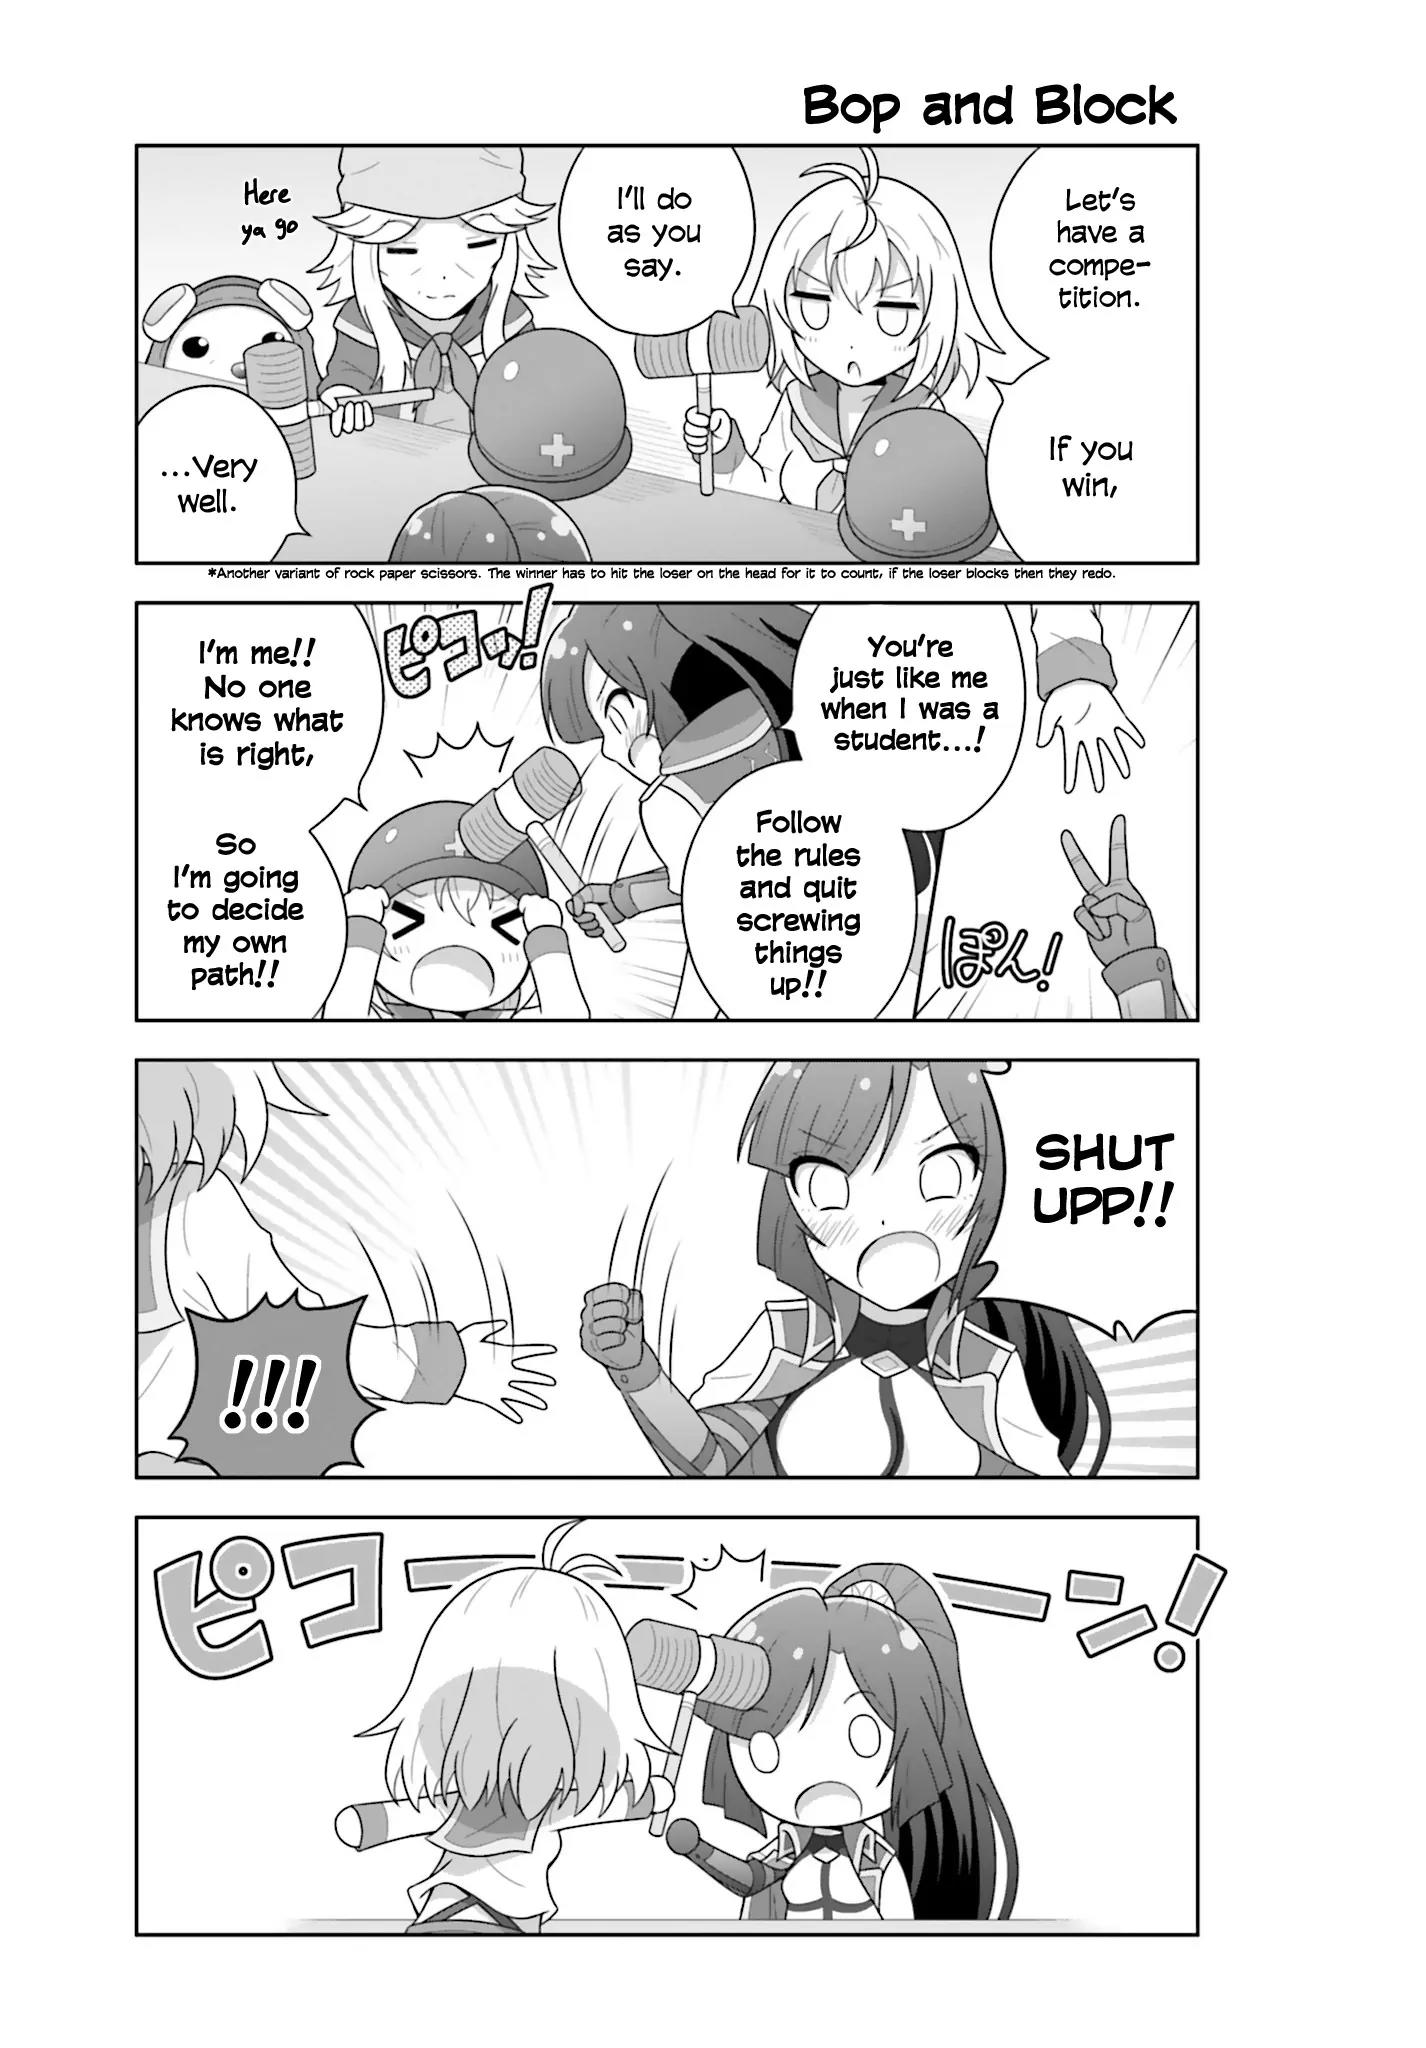 Bop and Block
Let's
have a
compe-
tition.
If you
win,
I'll do
as you
say.
Here
ya go
...Very
well.
*Another variant of rock paper scissors. The winner has to hit the loser on the head for it to count, if the loser blocks then they redo.
ぽん!
You're
just like me
when I was a
student...!
Follow
the rules
and quit
screwing
things
up!!
ピコッ!
I'm me!!
No one
knows what
is right,
So
I'm going
to decide
my own
path!!
SHUT
UPP!!
!!!
ピコーーーン!